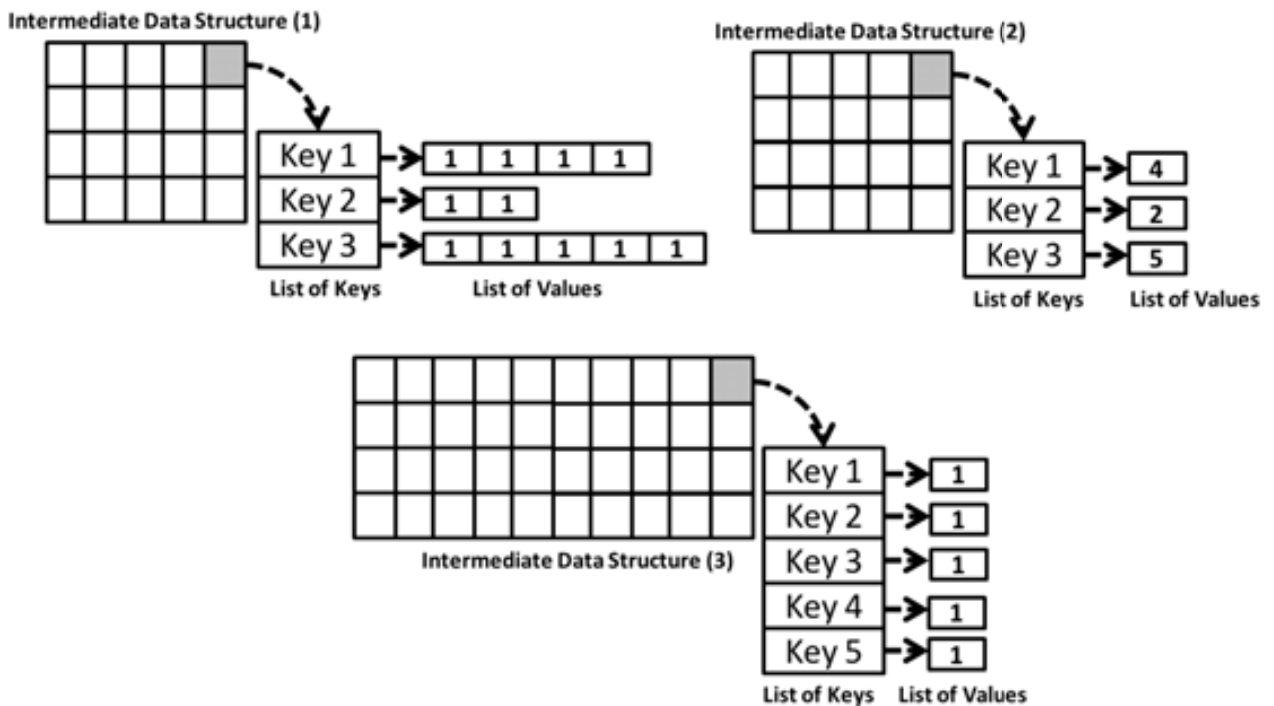 Intermediate Data Structure (1)
Key 1
1 1 1 1
Key 2
1 1
Key 3
1 1 1 1 1
List of Keys
List of Values
Intermediate Data Structure (2)
Key 1
4
Key 2
2
Key 3
5
List of Keys
List of Values
Intermediate Data Structure (3)
Key 1
1
Key 2
1
Key 3
1
Key 4
1
Key 5
1
List of Keys
List of Values